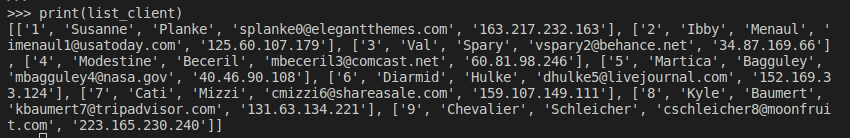 >>> print(list_client)
[['1', 'Susanne', 'Planke', 'splanke0@elegantthemes.com', '163.217.232.163'], ['2', 'Ibby', 'Menaul', '
imenaul1@usatoday.com', '125.60.107.179'], ['3', 'Val', 'Spary', 'vspary2@behance.net', '34.87.169.66']
, ['4', 'Modestine', 'Beceril', 'mbeceril3@comcast.net', '60.81.98.246'], ['5', 'Martica', 'Bagguley',
'mbagguley4@nasa.gov', '40.46.90.108'], ['6', 'Diarmid', 'Hulke', 'dhulke5@livejournal.com', '152.169.3
3.124'], ['7', 'Cati', 'Mizzi', 'cmizzi6@shareasale.com', '159.107.149.111'], ['8', 'Kyle', 'Baumert',
'kbaumert7@tripadvisor.com', '131.63.134.221'], ['9', 'Chevalier', 'Schleicher', 'cschleicher8@moonfrui
t.com', '223.165.230.240']]